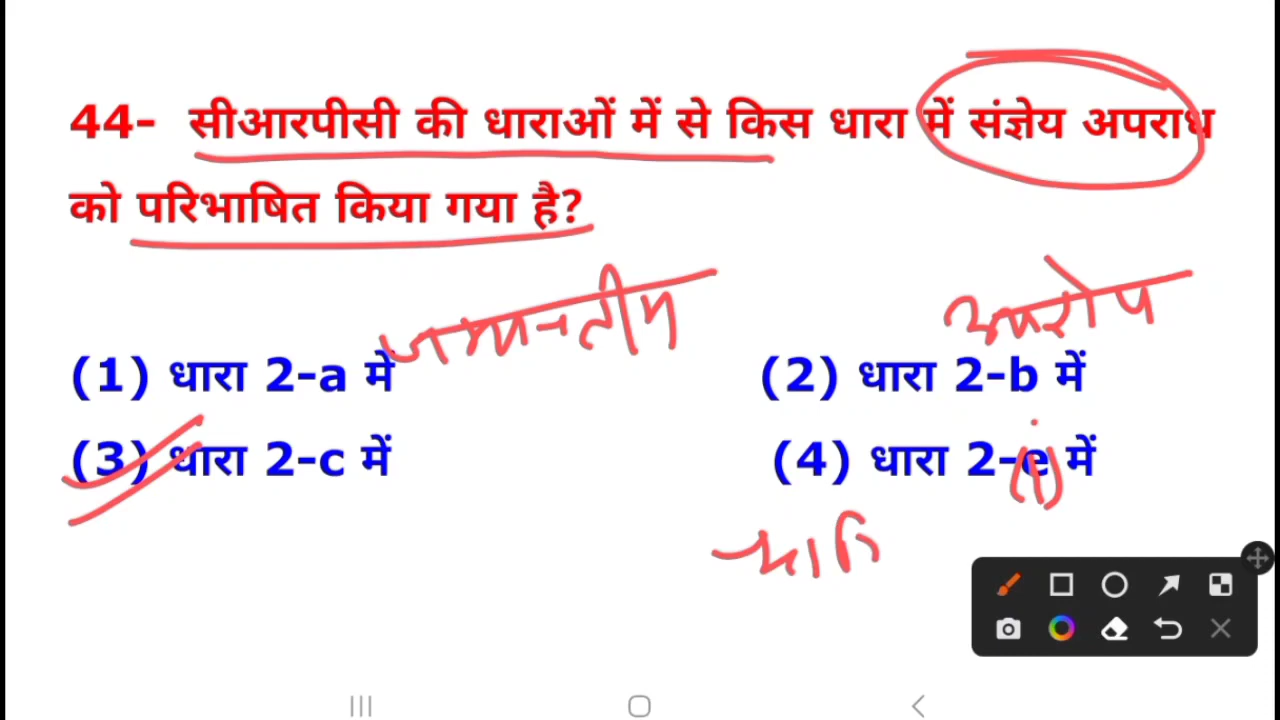 44- सीआरपीसी की धाराओं में से किस धारा में संज्ञेय अपराध
को परिभाषित किया गया है?
जमानतीय
आरोप
(1) धारा 2-a में
(2) धारा 2-b में
(3) धारा 2-c में
(4) धारा 2-e में
(i)